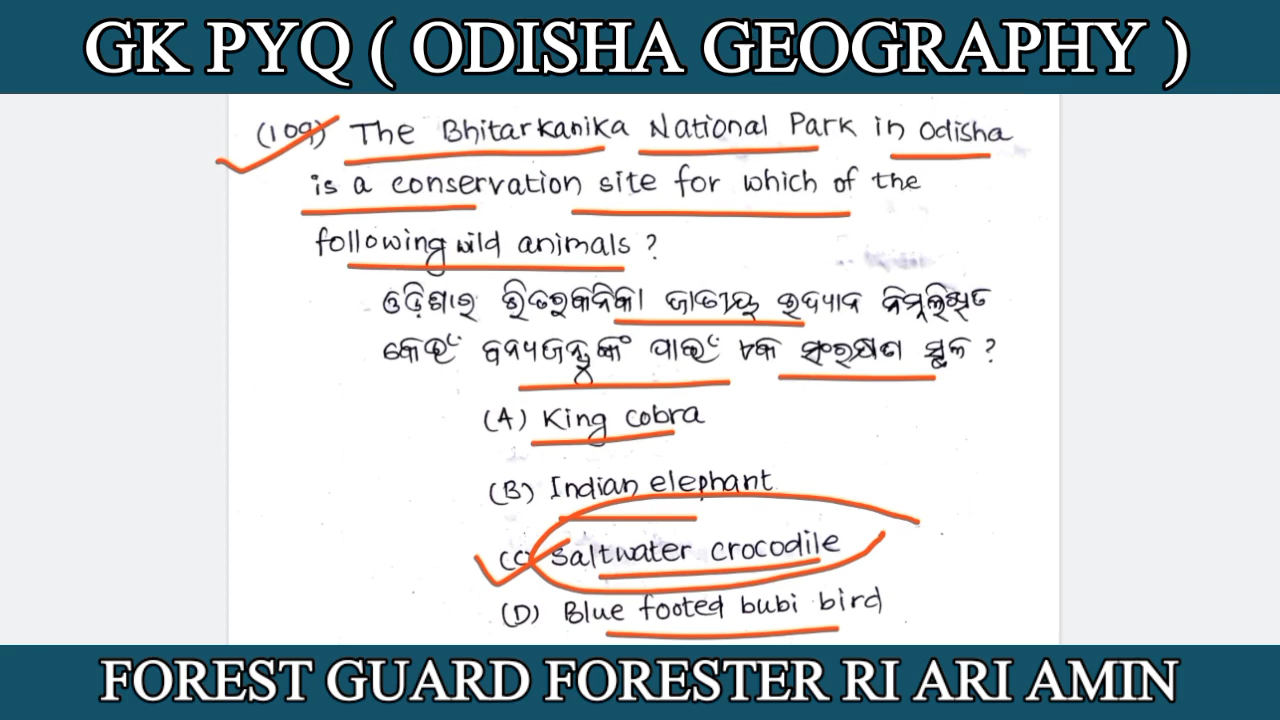 GK PYQ ( ODISHA GEOGRAPHY )
(109) The Bhitarkanika National Park in Odisha
is a conservation site for which of the
following wild animals ?
ଓଡ଼ିଶାର ଭିତରକନିକା ଜାତୀୟ ଉଦ୍ୟାନ ନିମ୍ନଲିଖିତ
କେଉଁ ବନ୍ୟଜନ୍ତୁଙ୍କ ପାଇଁ ଏକ ସଂରକ୍ଷଣ ସ୍ଥଳ ?
(A) King cobra
(B) Indian elephant
(C) Saltwater crocodile
(D) Blue footed bubi bird
FOREST GUARD FORESTER RI ARI AMIN